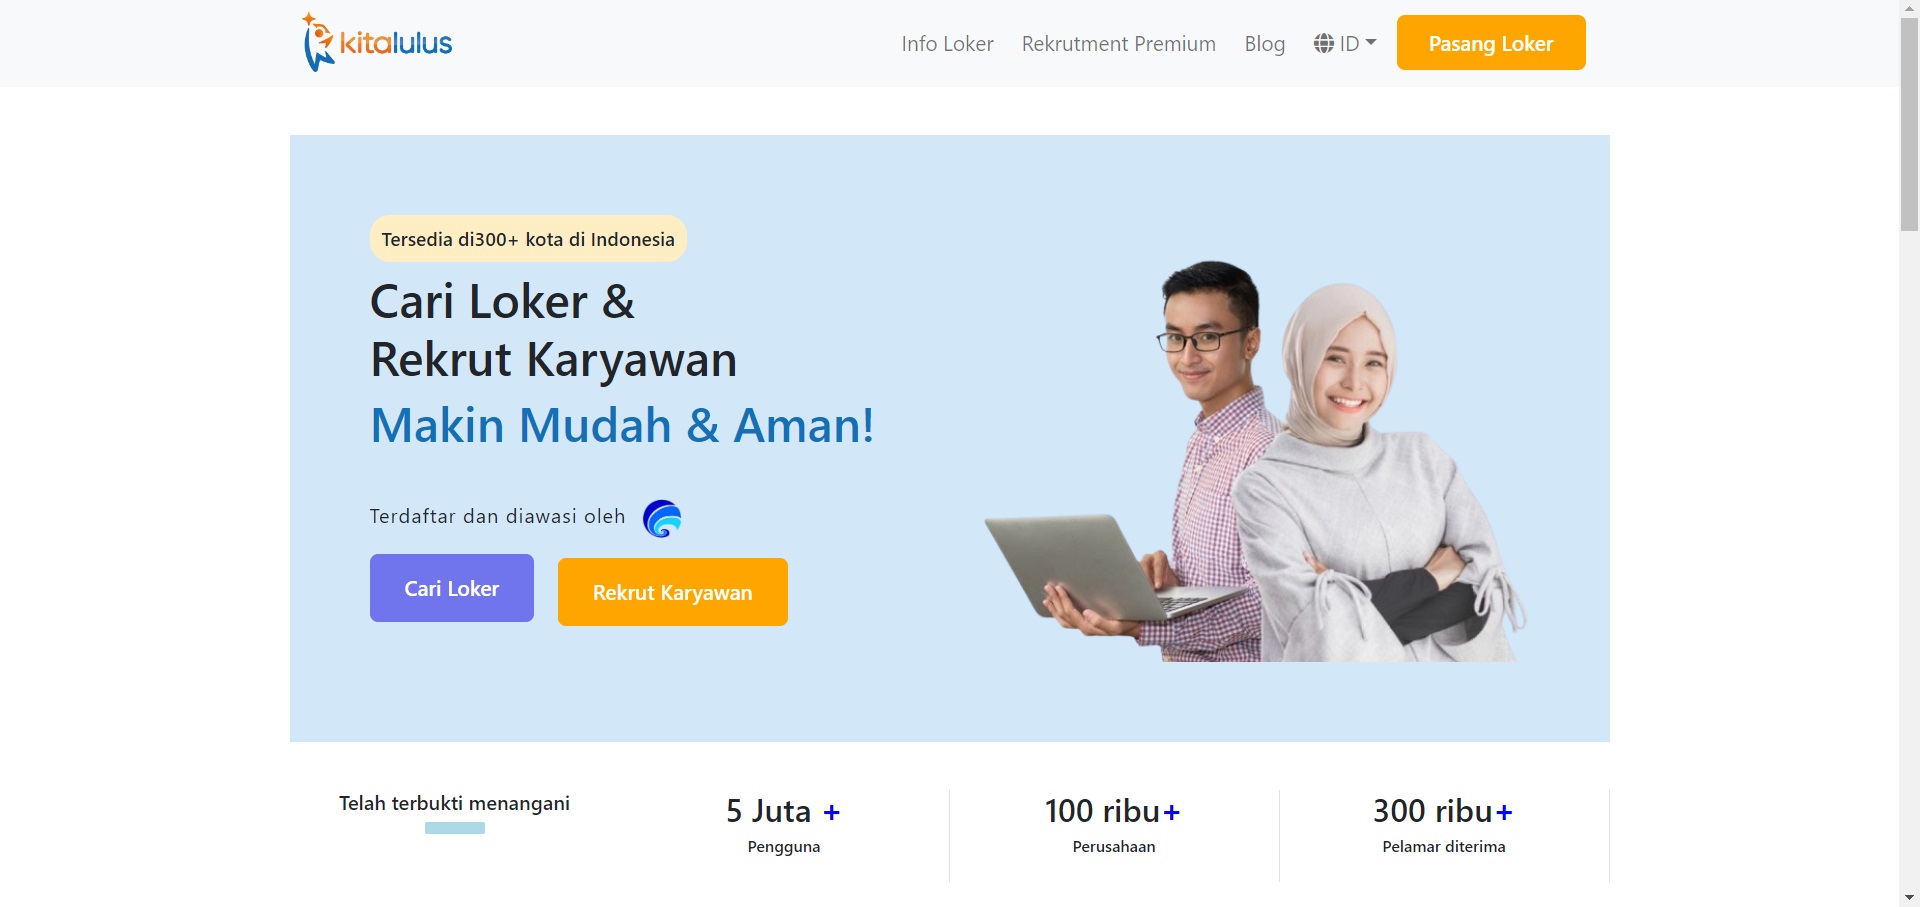 kitalulus
Info Loker
Rekrutment Premium
Blog
ID
Pasang Loker
Tersedia di300+ kota di Indonesia
Cari Loker &
Rekrut Karyawan
Makin Mudah & Aman!
Terdaftar dan diawasi oleh
Cari Loker
Rekrut Karyawan
Telah terbukti menangani
5 Juta +
Pengguna
100 ribu+
Perusahaan
300 ribu+
Pelamar diterima